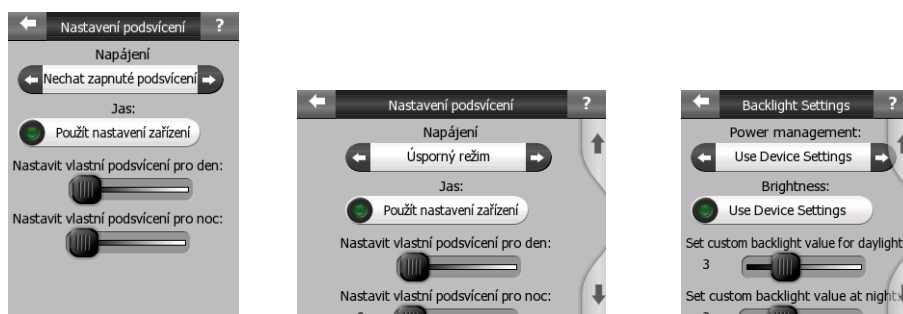 Nastavení podsvícení ?
Napájení
Nechat zapnuté podsvícení
Jas:
Použít nastavení zařízení
Nastavit vlastní podsvícení pro den:
Nastavit vlastní podsvícení pro noc:
Nastavení podsvícení ?
Napájení
Úsporný režim
Jas:
Použít nastavení zařízení
Nastavit vlastní podsvícení pro den:
Nastavit vlastní podsvícení pro noc:
Backlight Settings ?
Power management:
Use Device Settings
Brightness:
Use Device Settings
Set custom backlight value for daylight
3
Set custom backlight value at night: